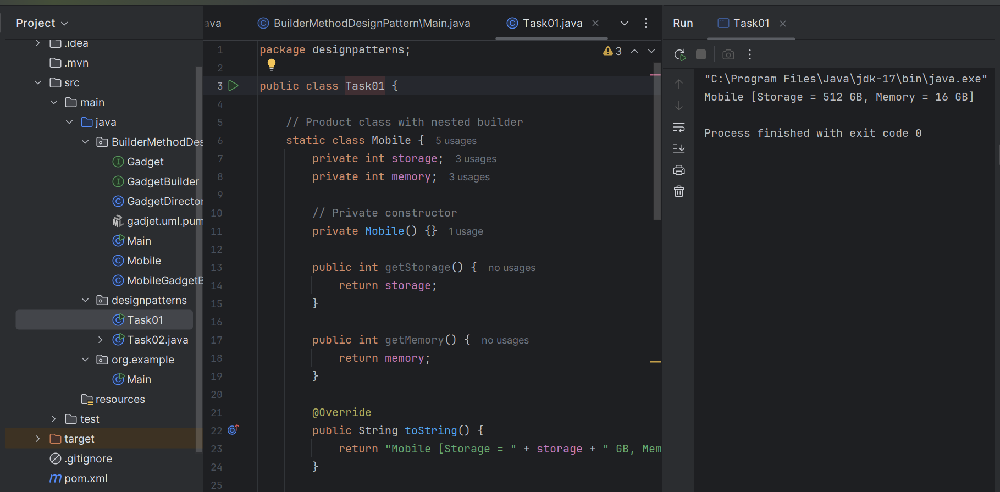 Project
.idea
.mvn
src
main
java
BuilderMethodDes
Gadget
GadgetBuilder
GadgetDirector
gadjet.uml.pum
Main
Mobile
MobileGadgetB
designpatterns
Task01
Task02.java
org.example
Main
resources
test
target
.gitignore
pom.xml
ava
BuilderMethodDesignPattern\Main.java
Task01.java
3
1 package designpatterns;
2
3 public class Task01 {
4
5 // Product class with nested builder
6 static class Mobile { 5 usages
7 private int storage; 3 usages
8 private int memory; 3 usages
9
10 // Private constructor
11 private Mobile() {} 1 usage
12
13 public int getStorage() { no usages
14 return storage;
15 }
16
17 public int getMemory() { no usages
18 return memory;
19 }
20
21 @Override
22 public String toString() {
23 return "Mobile [Storage = " + storage + " GB, Mem
24 }
25
Run
Task01
"C:\Program Files\Java\jdk-17\bin\java.exe"
Mobile [Storage = 512 GB, Memory = 16 GB]
Process finished with exit code 0